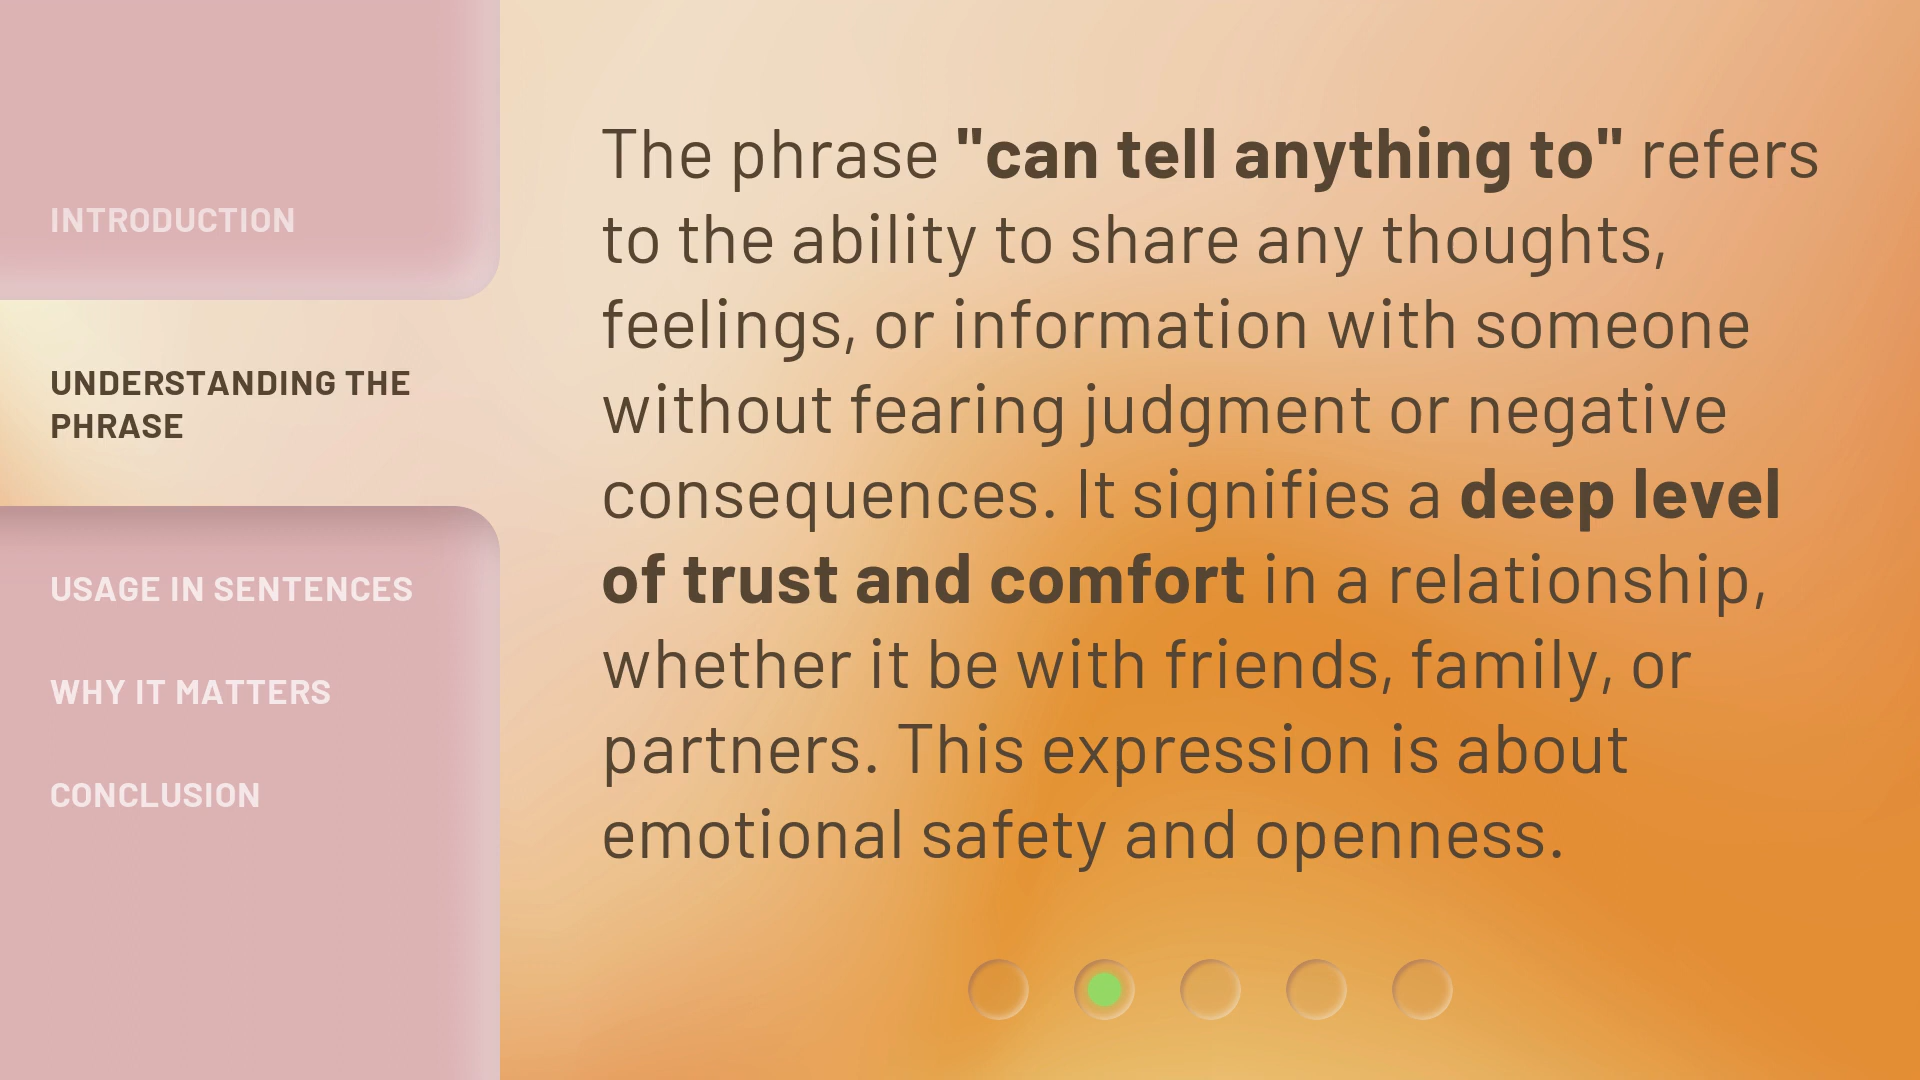 INTRODUCTION
UNDERSTANDING THE
PHRASE
USAGE IN SENTENCES
WHY IT MATTERS
CONCLUSION
The phrase "can tell anything to" refers
to the ability to share any thoughts,
feelings, or information with someone
without fearing judgment or negative
consequences. It signifies a deep level
of trust and comfort in a relationship,
whether it be with friends, family, or
partners. This expression is about
emotional safety and openness.